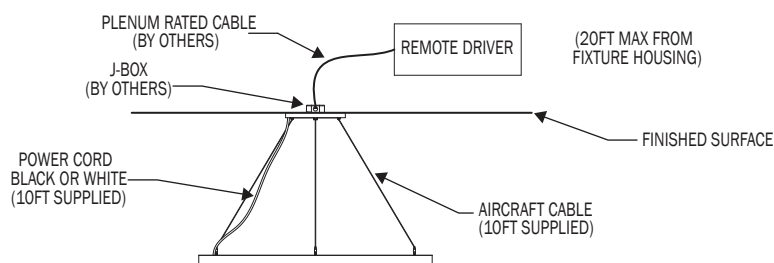 PLENUM RATED CABLE
(BY OTHERS)
REMOTE DRIVER
(20FT MAX FROM
FIXTURE HOUSING)
J-BOX
(BY OTHERS)
FINISHED SURFACE
POWER CORD
BLACK OR WHITE
(10FT SUPPLIED)
AIRCRAFT CABLE
(10FT SUPPLIED)